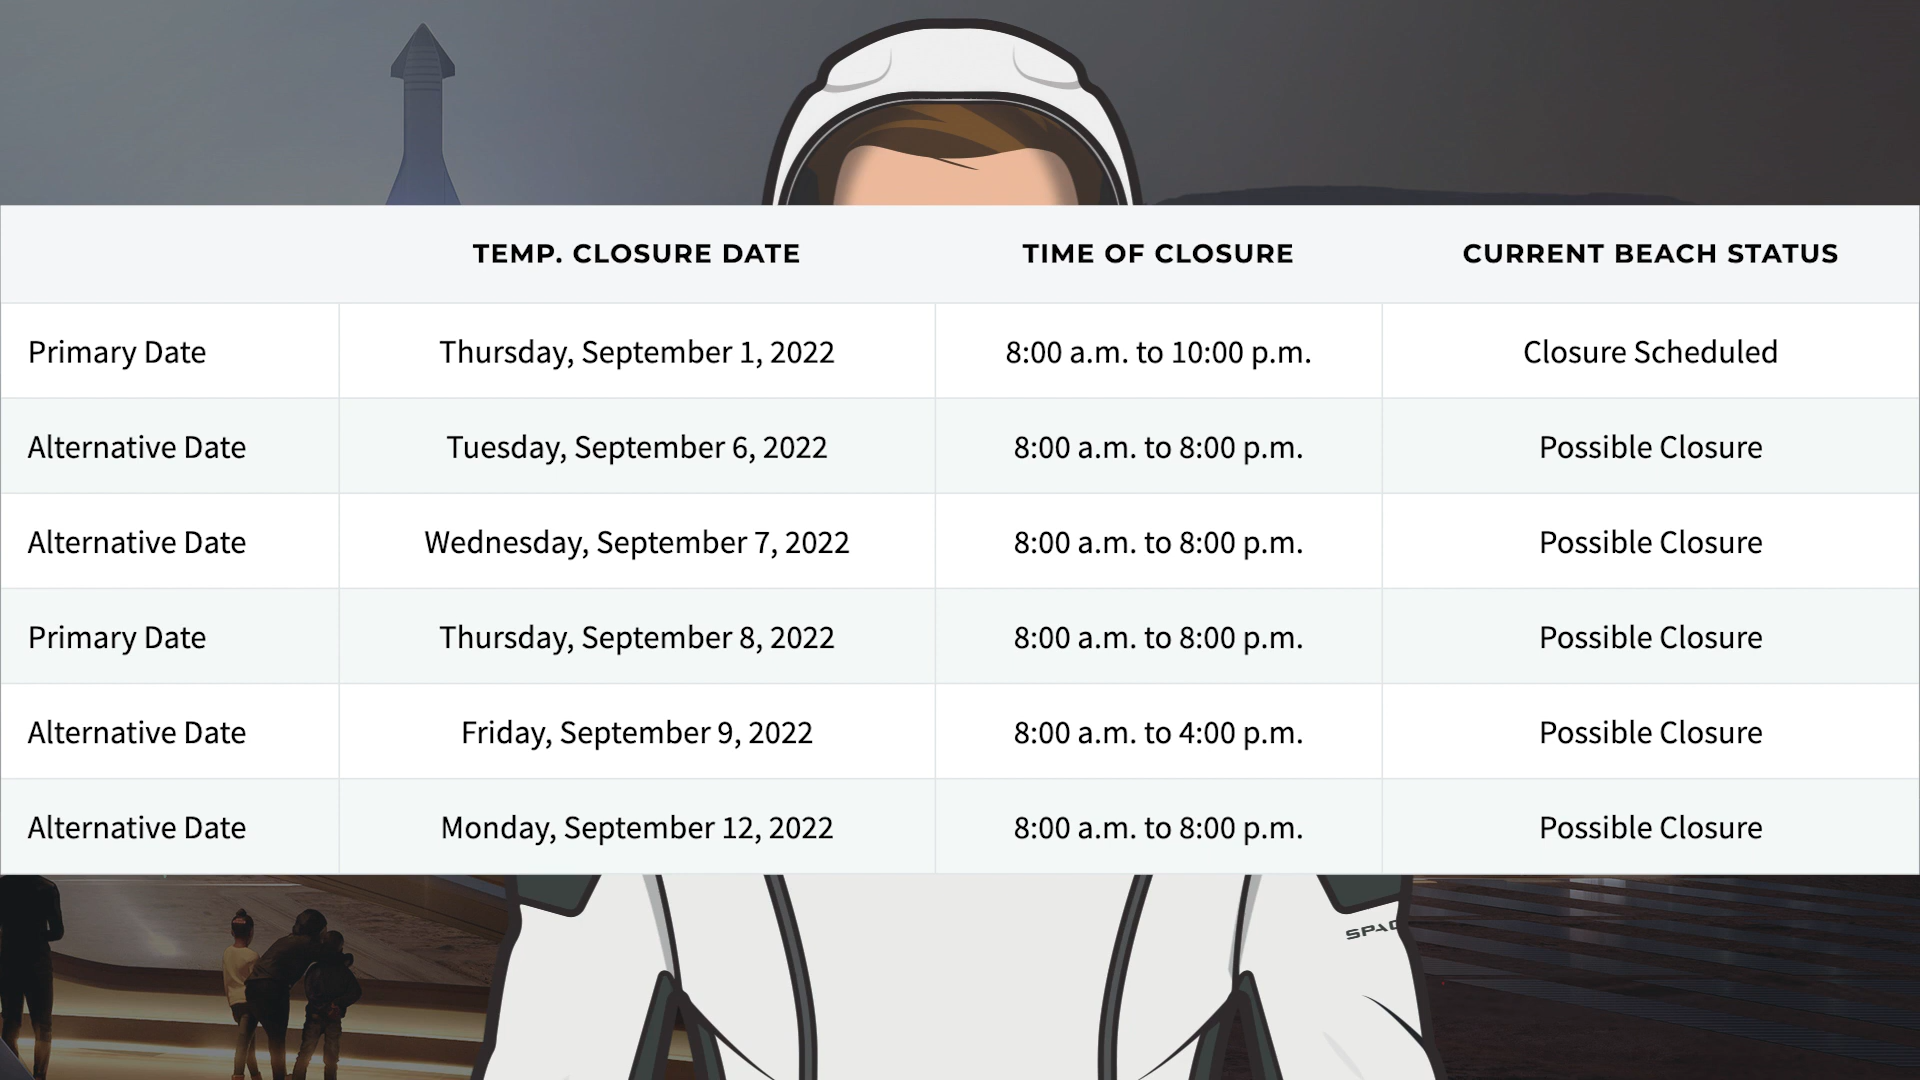 TEMP. CLOSURE DATE TIME OF CLOSURE CURRENT BEACH STATUS
Primary Date Thursday, September 1, 2022 8:00 a.m. to 10:00 p.m. Closure Scheduled
Alternative Date Tuesday, September 6, 2022 8:00 a.m. to 8:00 p.m. Possible Closure
Alternative Date Wednesday, September 7, 2022 8:00 a.m. to 8:00 p.m. Possible Closure
Primary Date Thursday, September 8, 2022 8:00 a.m. to 8:00 p.m. Possible Closure
Alternative Date Friday, September 9, 2022 8:00 a.m. to 4:00 p.m. Possible Closure
Alternative Date Monday, September 12, 2022 8:00 a.m. to 8:00 p.m. Possible Closure
SPAC